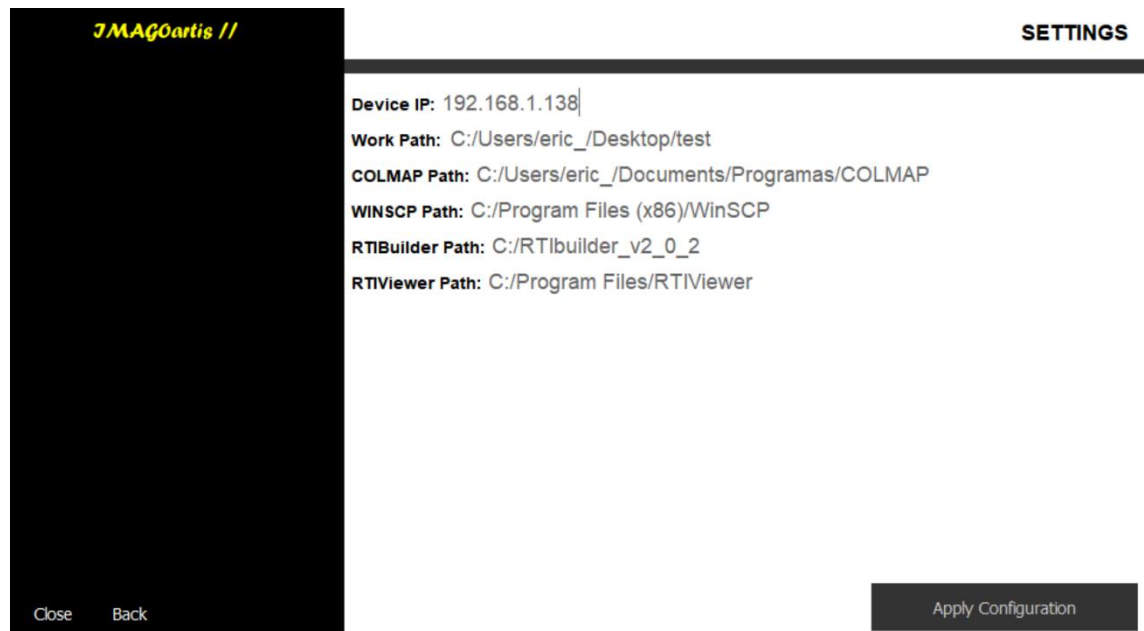 IMAGOartis //
SETTINGS
Device IP: 192.168.1.138
Work Path: C:/Users/eric_/Desktop/test
COLMAP Path: C:/Users/eric_/Documents/Programas/COLMAP
WINSCP Path: C:/Program Files (x86)/WinSCP
RTIBuilder Path: C:/RTIbuilder_v2_0_2
RTIViewer Path: C:/Program Files/RTIViewer
Close Back
Apply Configuration